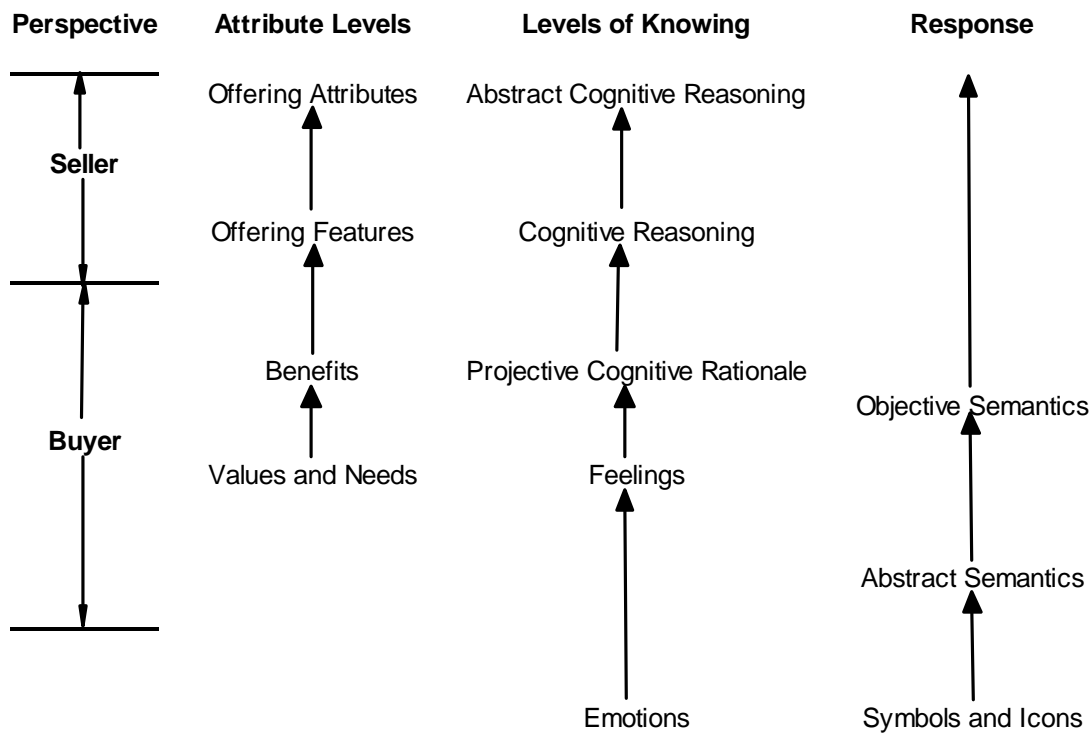 Perspective Attribute Levels Levels of Knowing Response
Offering Attributes Abstract Cognitive Reasoning
Seller
Offering Features Cognitive Reasoning
Benefits Projective Cognitive Rationale
Objective Semantics
Buyer
Values and Needs Feelings
Abstract Semantics
Emotions Symbols and Icons